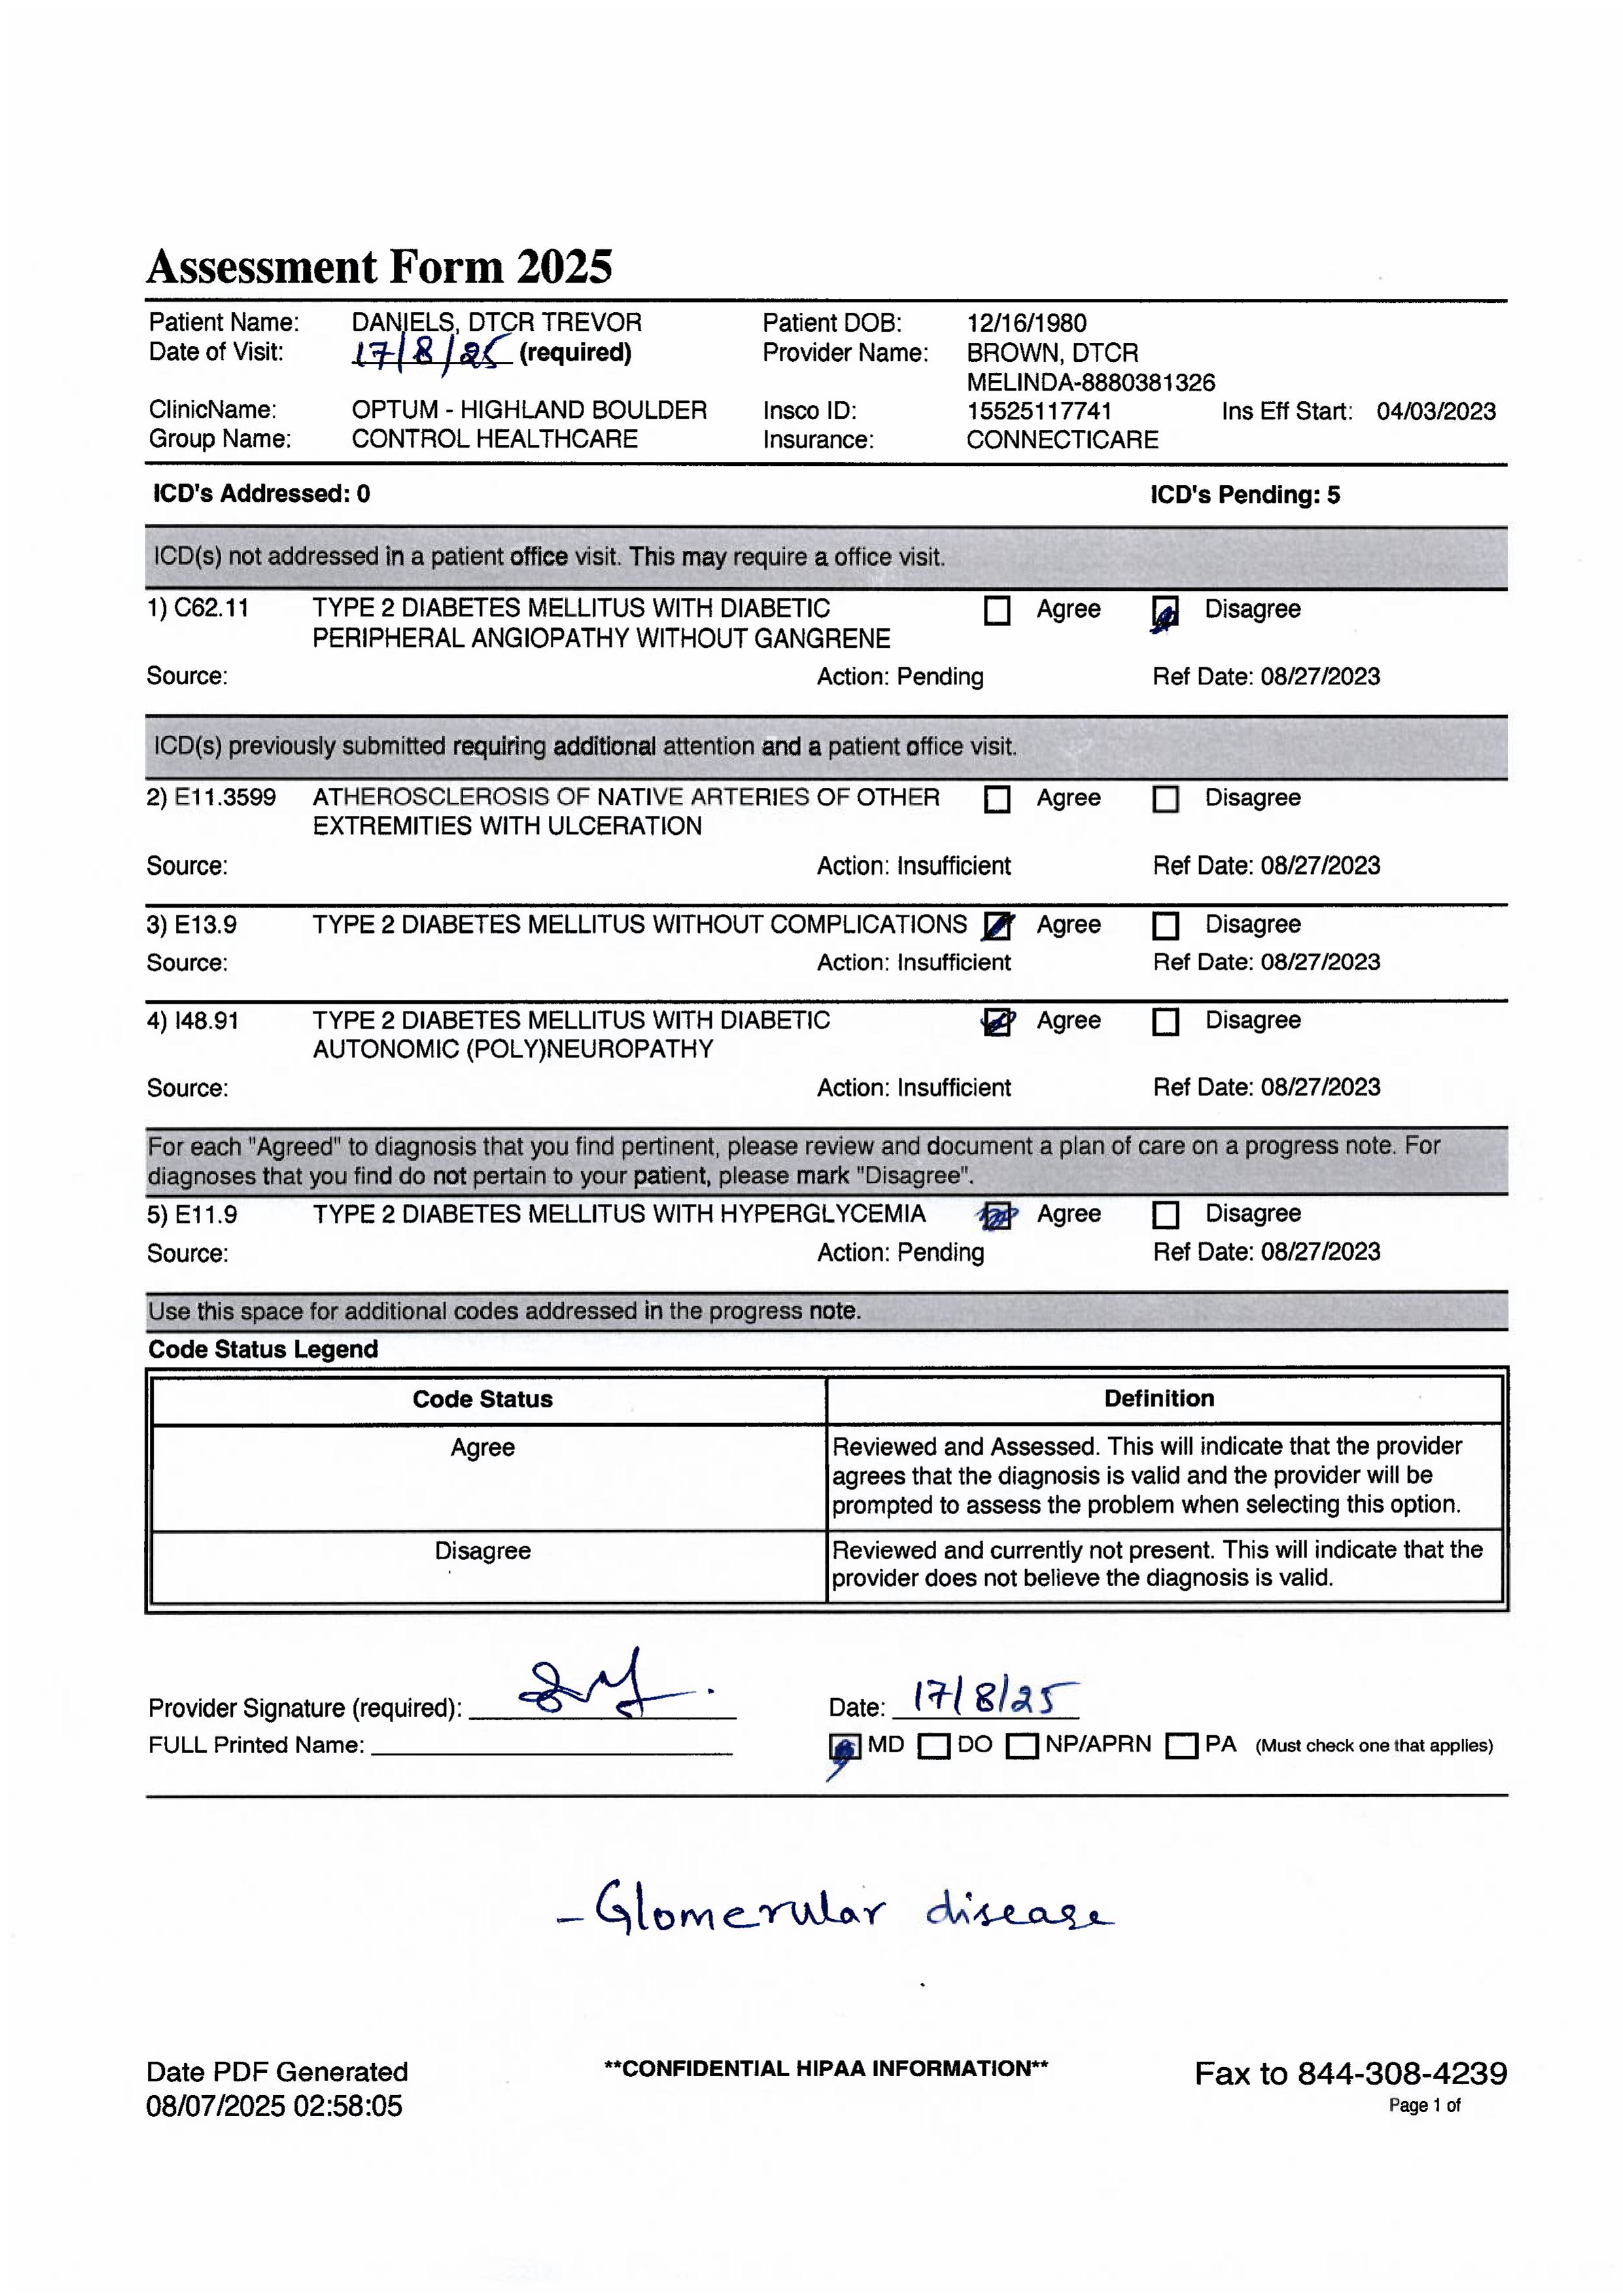 Assessment Form 2025
Patient Name: DANIELS, DTCR TREVOR Patient DOB: 12/16/1980
Date of Visit: 17/8/25 (required) Provider Name: BROWN, DTCR
MELINDA-8880381326
ClinicName: OPTUM - HIGHLAND BOULDER Insco ID: 15525117741 Ins Eff Start: 04/03/2023
Group Name: CONTROL HEALTHCARE Insurance: CONNECTICARE
ICD's Addressed: 0 ICD's Pending: 5
ICD(s) not addressed in a patient office visit. This may require a office visit.
1) C62.11 TYPE 2 DIABETES MELLITUS WITH DIABETIC Agree Disagree
PERIPHERAL ANGIOPATHY WITHOUT GANGRENE
Source: Action: Pending Ref Date: 08/27/2023
ICD(s) previously submitted requiring additional attention and a patient office visit.
2) E11.3599 ATHEROSCLEROSIS OF NATIVE ARTERIES OF OTHER Agree Disagree
EXTREMITIES WITH ULCERATION
Source: Action: Insufficient Ref Date: 08/27/2023
3) E13.9 TYPE 2 DIABETES MELLITUS WITHOUT COMPLICATIONS Agree Disagree
Source: Action: Insufficient Ref Date: 08/27/2023
4) I48.91 TYPE 2 DIABETES MELLITUS WITH DIABETIC Agree Disagree
AUTONOMIC (POLY)NEUROPATHY
Source: Action: Insufficient Ref Date: 08/27/2023
For each "Agreed" to diagnosis that you find pertinent, please review and document a plan of care on a progress note. For
diagnoses that you find do not pertain to your patient, please mark "Disagree".
5) E11.9 TYPE 2 DIABETES MELLITUS WITH HYPERGLYCEMIA Agree Disagree
Source: Action: Pending Ref Date: 08/27/2023
Use this space for additional codes addressed in the progress note.
Code Status Legend
Code Status Definition
Agree Reviewed and Assessed. This will indicate that the provider
agrees that the diagnosis is valid and the provider will be
prompted to assess the problem when selecting this option.
Disagree Reviewed and currently not present. This will indicate that the
provider does not believe the diagnosis is valid.
Provider Signature (required): Date: 17/8/25
FULL Printed Name: MD DO NP/APRN PA (Must check one that applies)
- Glomerular disease
Date PDF Generated **CONFIDENTIAL HIPAA INFORMATION** Fax to 844-308-4239
08/07/2025 02:58:05 Page 1 of